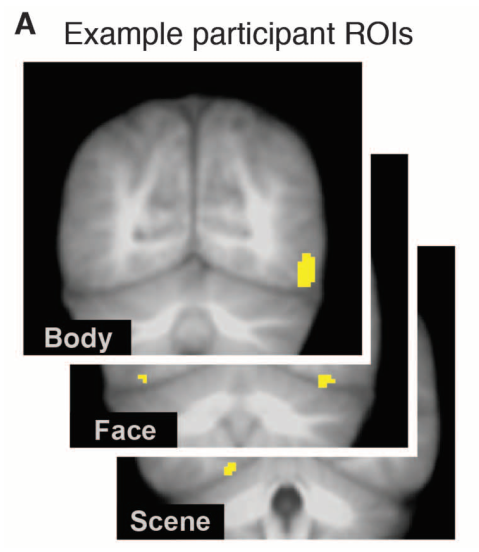 A
Example participant ROIs
Body
Face
Scene